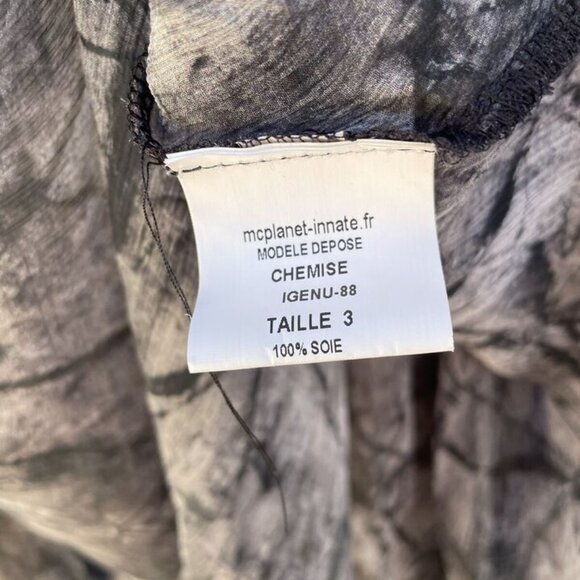 mcplanet-innate.fr
MODELE DEPOSE
CHEMISE
IGENU-88
TAILLE 3
100% SOIE